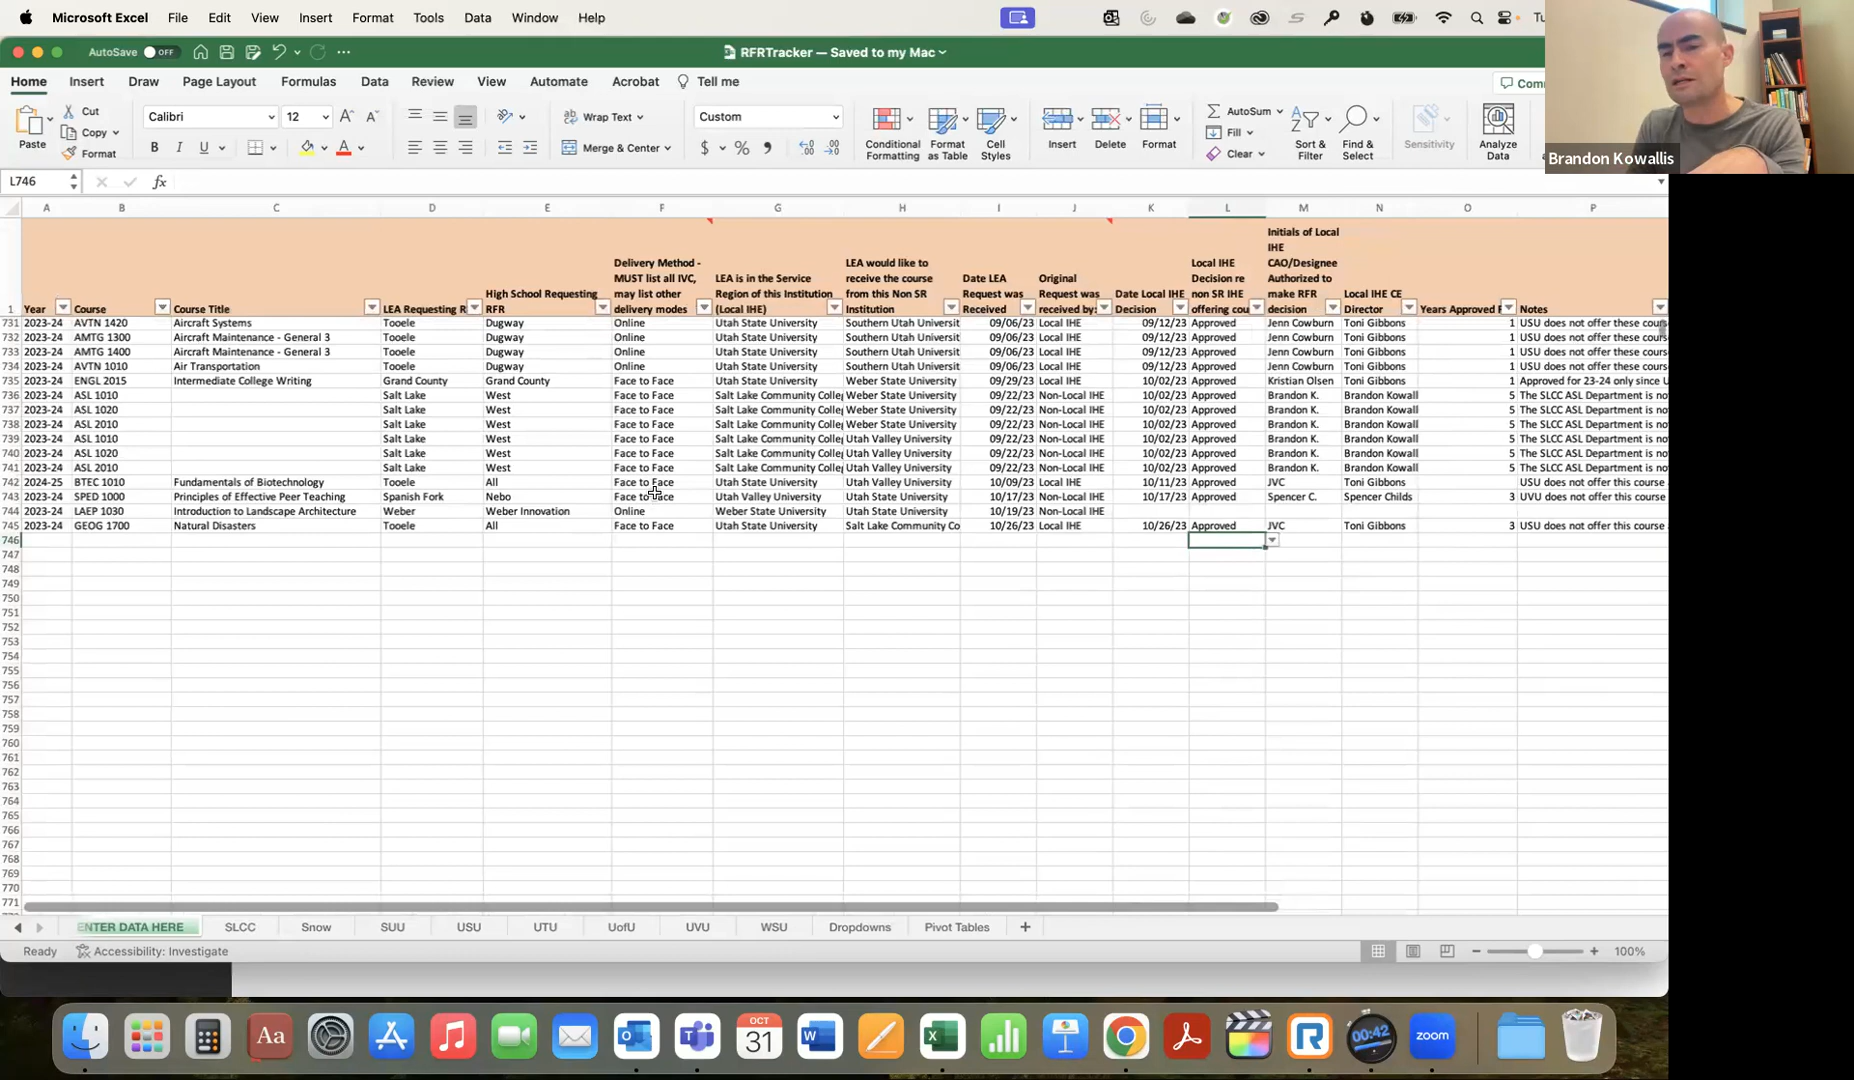 Microsoft Excel File Edit View Insert Format Tools Data Window Help
AutoSave OFF RFRTracker — Saved to my Mac
Home Insert Draw Page Layout Formulas Data Review View Automate Acrobat Tell me
Paste Cut Copy Format
Calibri 12
Wrap Text
Merge & Center
Custom
Conditional Formatting
Format as Table
Cell Styles
Insert Delete Format
AutoSum
Fill
Clear
Sort & Filter
Find & Select
Sensitivity
Analyze Data
Brandon Kowallis
L746 fx
A B C D E F G H I J K L M N O P
1 Year
Course
Course Title
LEA Requesting R
High School Requesting RFR
Delivery Method - MUST list all IVC, may list other delivery modes
LEA is in the Service Region of this Institution (Local IHE)
LEA would like to receive the course from this Non SR Institution
Date LEA Request was Received
Original Request was received by:
Date Local IHE Decision
Local IHE Decision re non SR IHE offering cou
Initials of Local IHE CAO/Designee Authorized to make RFR decision
Local IHE CE Director
Years Approved F
Notes
731 2023-24 AVTN 1420 Aircraft Systems Tooele Dugway Online Utah State University Southern Utah Universit 09/06/23 Local IHE 09/12/23 Approved Jenn Cowburn Toni Gibbons 1 USU does not offer these cours
732 2023-24 AMTG 1300 Aircraft Maintenance - General 3 Tooele Dugway Online Utah State University Southern Utah Universit 09/06/23 Local IHE 09/12/23 Approved Jenn Cowburn Toni Gibbons 1 USU does not offer these cours
733 2023-24 AMTG 1400 Aircraft Maintenance - General 3 Tooele Dugway Online Utah State University Southern Utah Universit 09/06/23 Local IHE 09/12/23 Approved Jenn Cowburn Toni Gibbons 1 USU does not offer these cours
734 2023-24 AVTN 1010 Air Transportation Tooele Dugway Online Utah State University Southern Utah Universit 09/06/23 Local IHE 09/12/23 Approved Jenn Cowburn Toni Gibbons 1 USU does not offer these cours
735 2023-24 ENGL 2015 Intermediate College Writing Grand County Grand County Face to Face Utah State University Weber State University 09/29/23 Local IHE 10/02/23 Approved Kristian Olsen Toni Gibbons 1 Approved for 23-24 only since U
736 2023-24 ASL 1010 Salt Lake West Face to Face Salt Lake Community Colleg Weber State University 09/22/23 Non-Local IHE 10/02/23 Approved Brandon K. Brandon Kowall 5 The SLCC ASL Department is no
737 2023-24 ASL 1020 Salt Lake West Face to Face Salt Lake Community Colleg Weber State University 09/22/23 Non-Local IHE 10/02/23 Approved Brandon K. Brandon Kowall 5 The SLCC ASL Department is no
738 2023-24 ASL 2010 Salt Lake West Face to Face Salt Lake Community Colleg Weber State University 09/22/23 Non-Local IHE 10/02/23 Approved Brandon K. Brandon Kowall 5 The SLCC ASL Department is no
739 2023-24 ASL 1010 Salt Lake West Face to Face Salt Lake Community Colleg Utah Valley University 09/22/23 Non-Local IHE 10/02/23 Approved Brandon K. Brandon Kowall 5 The SLCC ASL Department is no
740 2023-24 ASL 1020 Salt Lake West Face to Face Salt Lake Community Colleg Utah Valley University 09/22/23 Non-Local IHE 10/02/23 Approved Brandon K. Brandon Kowall 5 The SLCC ASL Department is no
741 2023-24 ASL 2010 Salt Lake West Face to Face Salt Lake Community Colleg Utah Valley University 09/22/23 Non-Local IHE 10/02/23 Approved Brandon K. Brandon Kowall 5 The SLCC ASL Department is no
742 2024-25 BTEC 1010 Fundamentals of Biotechnology Tooele All Face to Face Utah State University Utah Valley University 10/09/23 Local IHE 10/11/23 Approved JVC Toni Gibbons USU does not offer this course
743 2023-24 SPED 1000 Principles of Effective Peer Teaching Spanish Fork Nebo Face to Face Utah Valley University Utah State University 10/17/23 Non-Local IHE 10/17/23 Approved Spencer C. Spencer Childs 3 UVU does not offer this course
744 2023-24 LAEP 1030 Introduction to Landscape Architecture Weber Weber Innovation Online Weber State University Utah State University 10/19/23 Non-Local IHE
745 2023-24 GEOG 1700 Natural Disasters Tooele All Face to Face Utah State University Salt Lake Community Co 10/26/23 Local IHE 10/26/23 Approved JVC Toni Gibbons 3 USU does not offer this course
746
747
748
749
750
751
752
753
754
755
756
757
758
759
760
761
762
763
764
765
766
767
768
769
770
771
ENTER DATA HERE SLCC Snow SUU USU UTU UofU UVU WSU Dropdowns Pivot Tables +
Ready Accessibility: Investigate 100%
Aa OCT 31 00:42 zoom